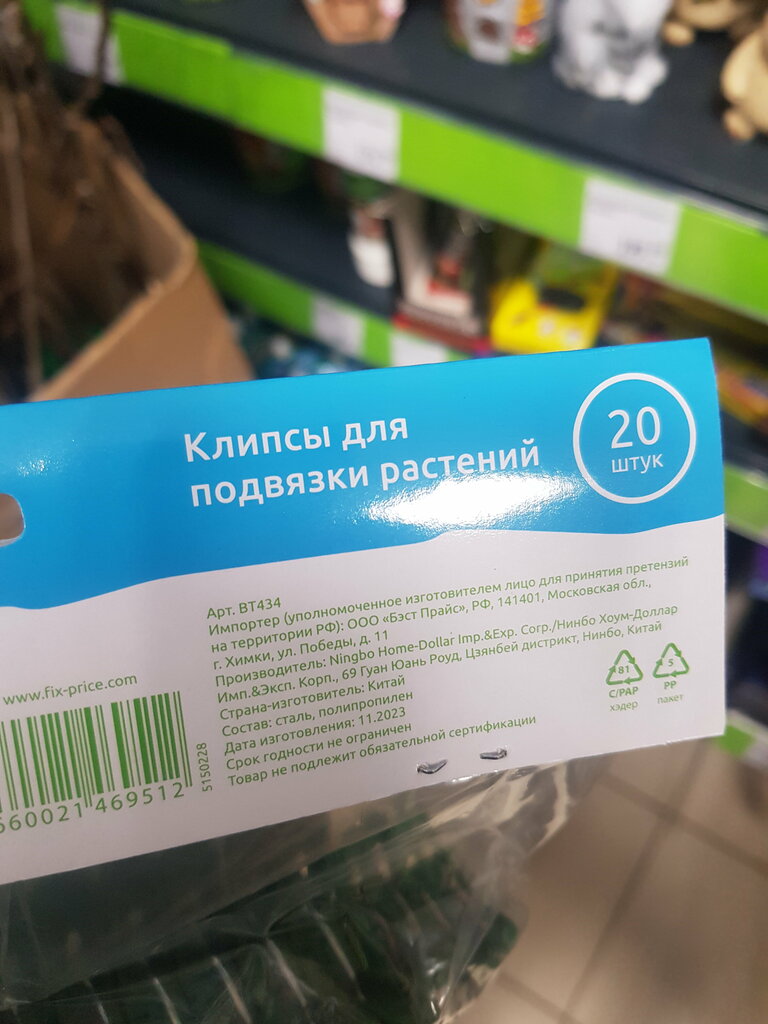 Клипсы для
подвязки растений
20
штук
Арт. BT434
Импортер (уполномоченное изготовителем лицо для принятия претензий
на территории РФ): ООО «Бэст Прайс», РФ, 141401, Московская обл.,
г. Химки, ул. Победы, д. 11
Производитель: Ningbo Home-Dollar Imp.&Exp. Corp./Нинбо Хоум-Доллар
Имп.&Эксп. Корп., 69 Гуан Юань Роуд, Цзянбей дистрикт, Нинбо, Китай
Страна-изготовитель: Китай
Состав: сталь, полипропилен
Дата изготовления: 11.2023
Срок годности не ограничен
Товар не подлежит обязательной сертификации
www.fix-price.com
660021 469512
5150228
81
C/PAP
хэдер
5
PP
пакет